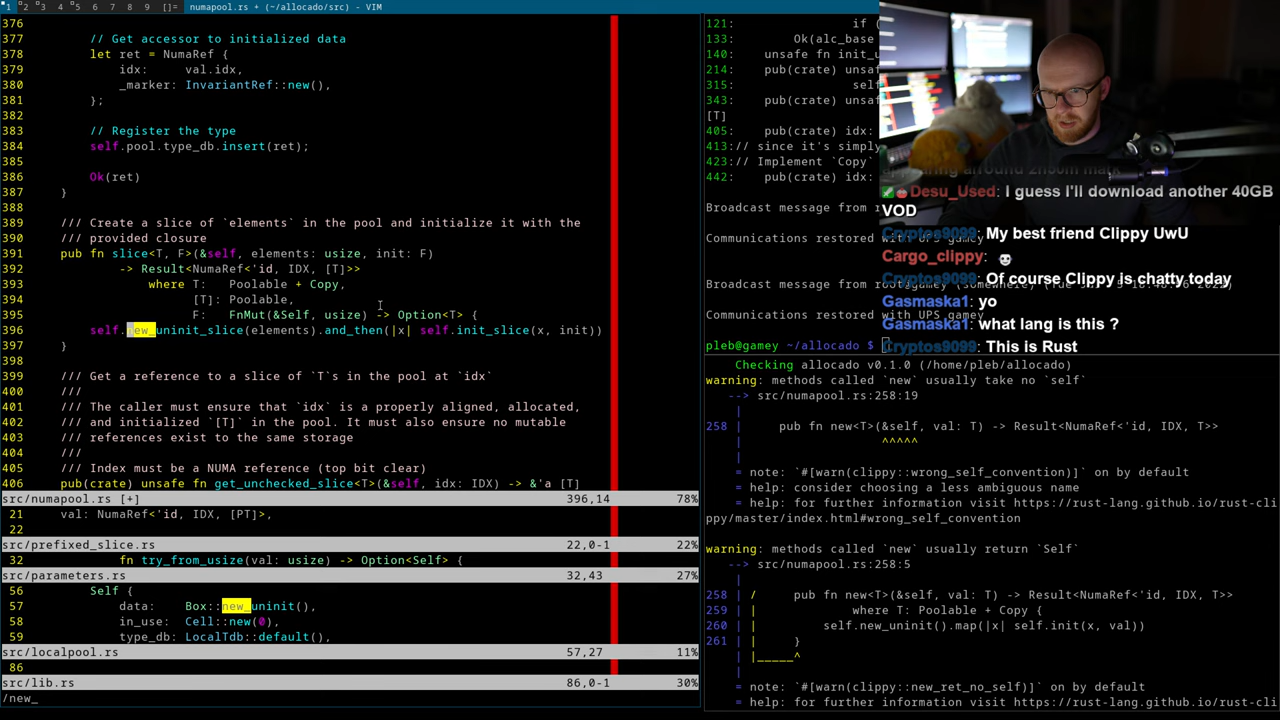 1 2 3 4 5 6 7 8 9 []= numapool.rs + (~/allocado/src) - VIM
376
377 // Get accessor to initialized data
378 let ret = NumaRef {
379 idx: val.idx,
380 _marker: InvariantRef::new(),
381 };
382
383 // Register the type
384 self.pool.type_db.insert(ret);
385
386 Ok(ret)
387 }
388
389 /// Create a slice of `elements` in the pool and initialize it with the
390 /// provided closure
391 pub fn slice<T, F>(&self, elements: usize, init: F)
392 -> Result<NumaRef<'id, IDX, [T]>>
393 where T: Poolable + Copy,
394 [T]: Poolable,
395 F: FnMut(&Self, usize) -> Option<T> {
396 self.new_uninit_slice(elements).and_then(|x| self.init_slice(x, init))
397 }
398
399 /// Get a reference to a slice of `T`s in the pool at `idx`
400 ///
401 /// The caller must ensure that `idx` is a properly aligned, allocated,
402 /// and initialized `[T]` in the pool. It must also ensure no mutable
403 /// references exist to the same storage
404 ///
405 /// Index must be a NUMA reference (top bit clear)
406 pub(crate) unsafe fn get_unchecked_slice<T>(&self, idx: IDX) -> &'a [T]
src/numapool.rs [+] 396,14 78%
21 val: NumaRef<'id, IDX, [PT]>,
22
src/prefixed_slice.rs 22,0-1 22%
32 fn try_from_usize(val: usize) -> Option<Self> {
src/parameters.rs 32,43 27%
56 Self {
57 data: Box::new_uninit(),
58 in_use: Cell::new(0),
59 type_db: LocalTdb::default(),
src/localpool.rs 57,27 11%
86
src/lib.rs 86,0-1 30%
/new_
121: if (
133: Ok(alc_base
140: unsafe fn init_u
214: pub(crate) unsaf
315: self
343: pub(crate) unsaf
[T]
405: pub(crate) idx:
413:// since it's simply
423:// Implement `Copy`
442: pub(crate) idx:
Broadcast message from r
Communications restored with UPS gamey
Broadcast message from root@gamey (somewhere)
Communications restored with UPS gamey
pleb@gamey ~/allocado $
Desu_Used: I guess I'll download another 40GB
VOD
Cryptos9099: My best friend Clippy UwU
Cargo_clippy:
Cryptos9099: Of course Clippy is chatty today
Gasmaska1: yo
Gasmaska1: what lang is this ?
Cryptos9099: This is Rust
Checking allocado v0.1.0 (/home/pleb/allocado)
warning: methods called `new` usually take no `self`
--> src/numapool.rs:258:19
|
258 | pub fn new<T>(&self, val: T) -> Result<NumaRef<'id, IDX, T>>
| ^^^^^
|
= note: `#[warn(clippy::wrong_self_convention)]` on by default
= help: consider choosing a less ambiguous name
= help: for further information visit https://rust-lang.github.io/rust-cli
ppy/master/index.html#wrong_self_convention
warning: methods called `new` usually return `Self`
--> src/numapool.rs:258:5
|
258 | / pub fn new<T>(&self, val: T) -> Result<NumaRef<'id, IDX, T>>
259 | | where T: Poolable + Copy {
260 | | self.new_uninit().map(|x| self.init(x, val))
261 | | }
| |_____^
|
= note: `#[warn(clippy::new_ret_no_self)]` on by default
= help: for further information visit https://rust-lang.github.io/rust-cli